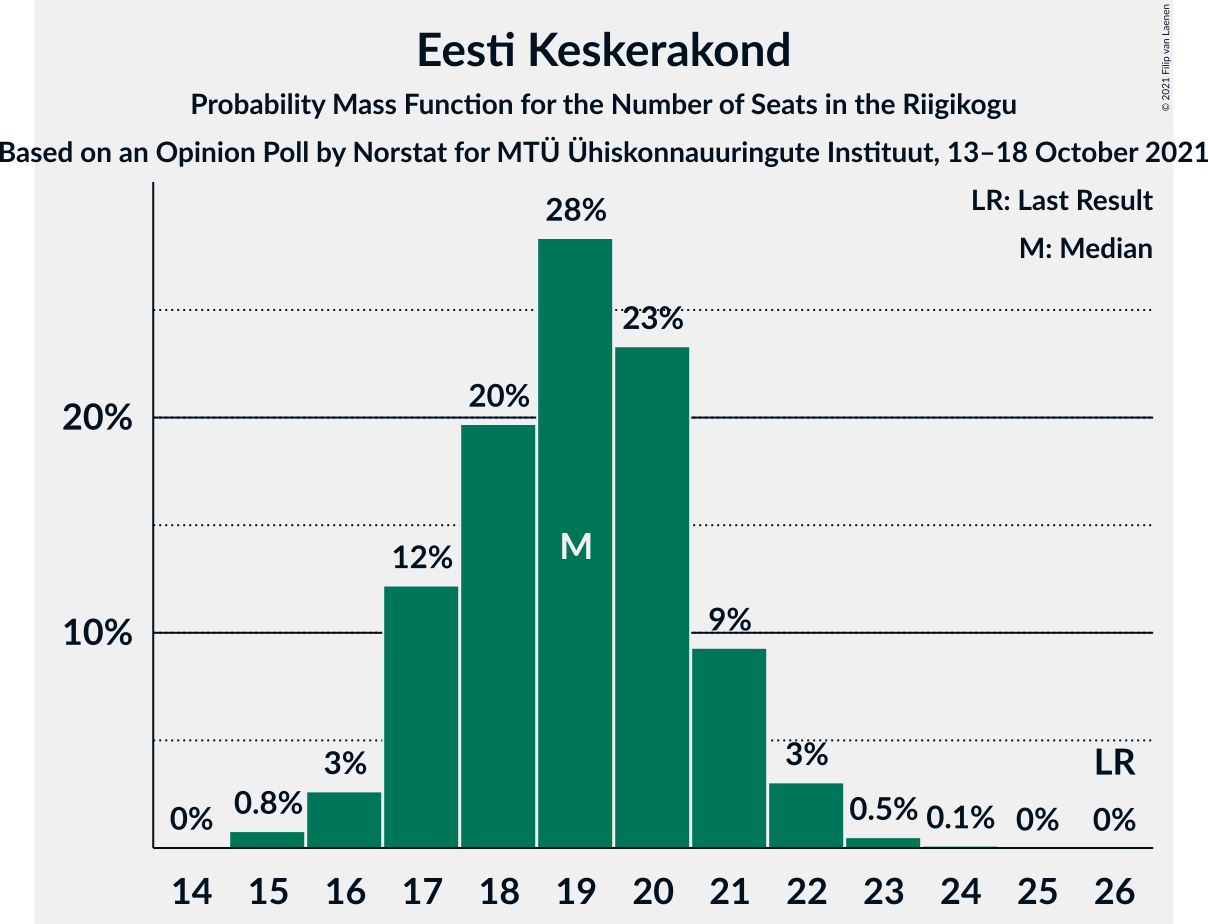 Eesti Keskerakond
Probability Mass Function for the Number of Seats in the Riigikogu
Based on an Opinion Poll by Norstat for MTÜ Ühiskonnauuringute Instituut, 13–18 October 2021
© 2021 Filip van Laenen
LR: Last Result
M: Median
28%
23%
20%
20%
M
12%
9%
10%
3%
3%
LR
0%
0.8%
0.5%
0.1%
0%
0%
14 15 16 17 18 19 20 21 22 23 24 25 26